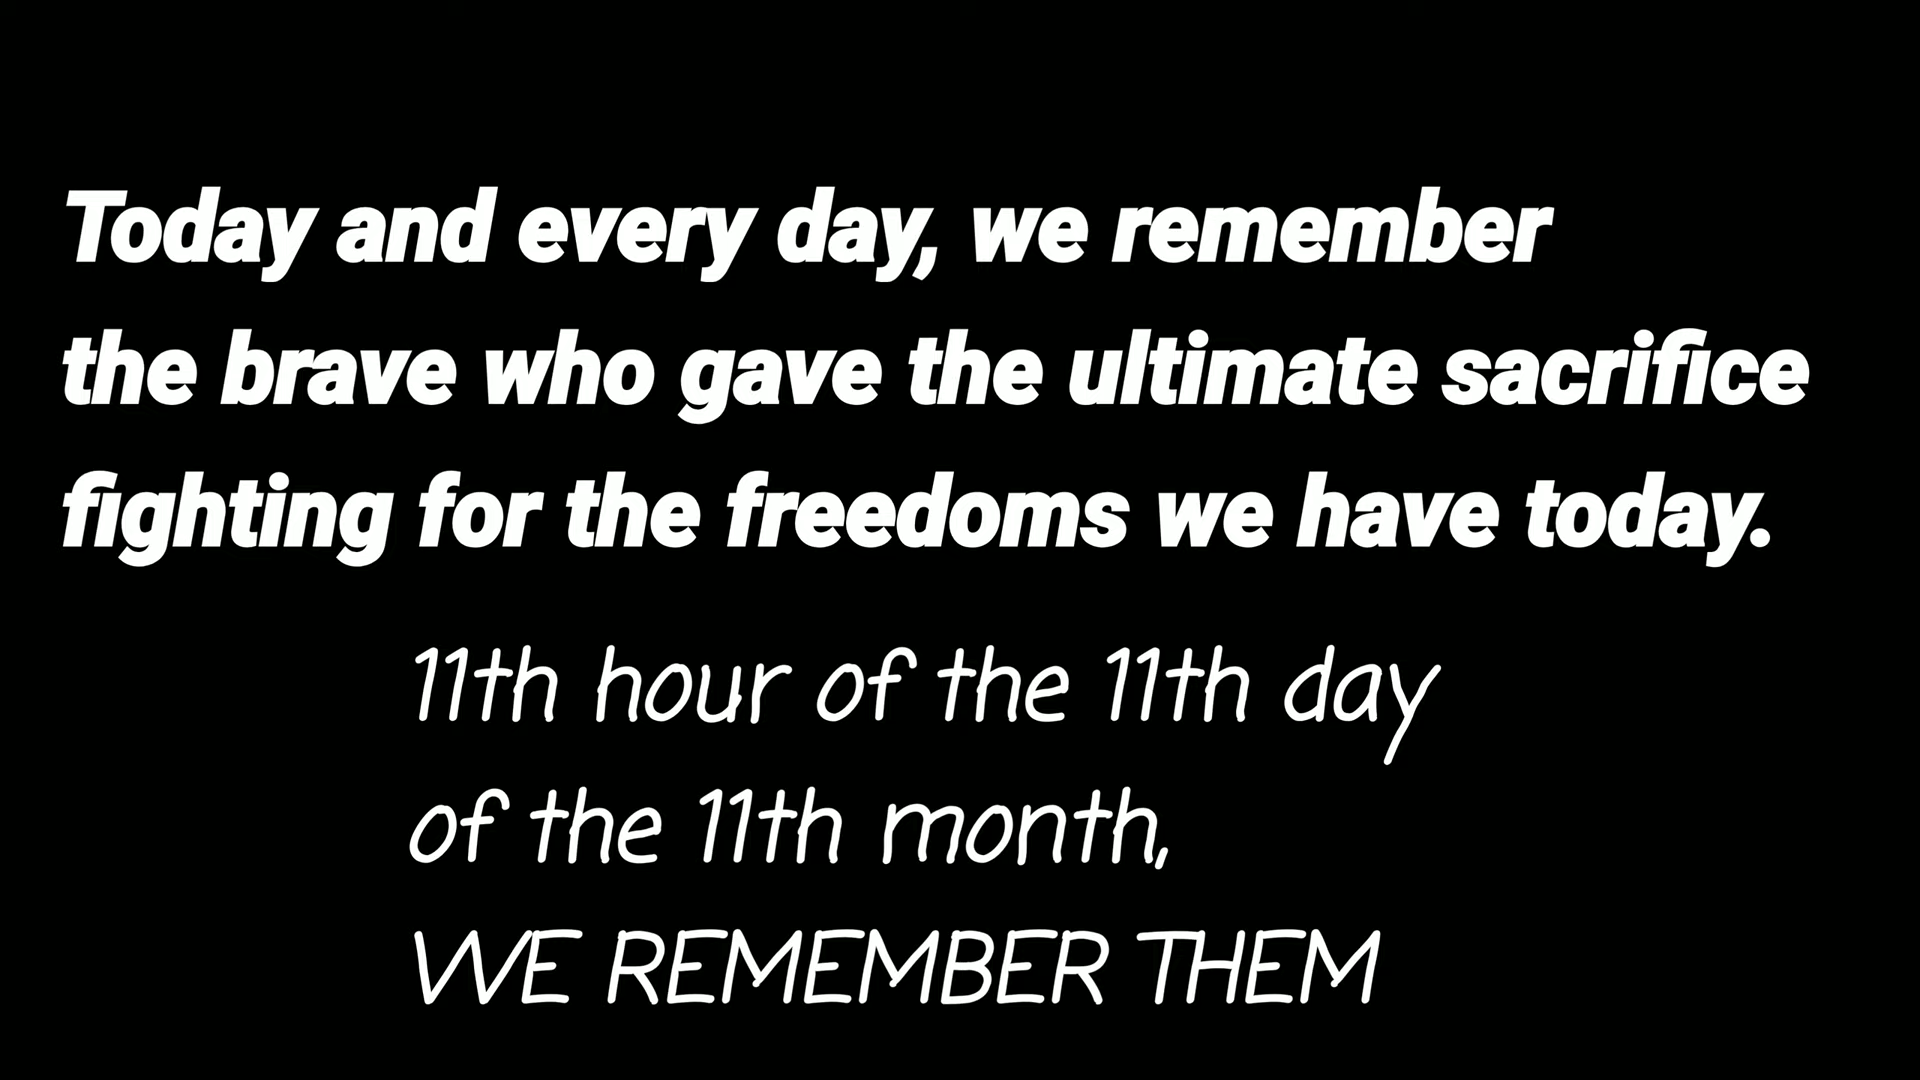 Today and every day, we remember
the brave who gave the ultimate sacrifice
fighting for the freedoms we have today.
11th hour of the 11th day
of the 11th month,
WE REMEMBER THEM